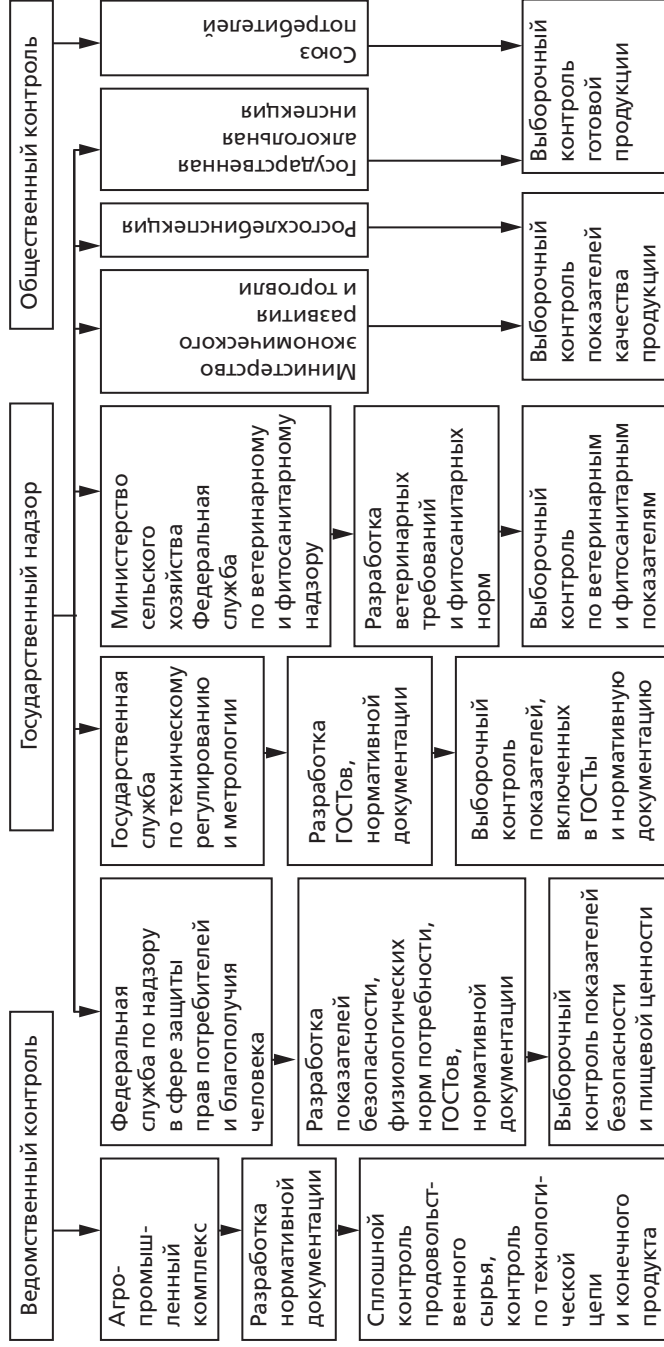 Ведомственный контроль
Государственный надзор
Общественный контроль
Агро-
промыш-
ленный
комплекс
Разработка
нормативной
документации
Сплошной
контроль
продовольст-
венного
сырья,
контроль
по технологи-
ческой
цепи
и конечного
продукта
Федеральная
служба по надзору
в сфере защиты
прав потребителей
и благополучия
человека
Разработка
показателей
безопасности,
физиологических
норм потребности,
ГОСТов,
нормативной
документации
Выборочный
контроль показателей
безопасности
и пищевой ценности
Государственная
служба
по техническому
регулированию
и метрологии
Разработка
ГОСТов,
нормативной
документации
Выборочный
контроль
показателей,
включенных
в ГОСТы
и нормативную
документацию
Министерство
сельского
хозяйства
Федеральная
служба
по ветеринарному
и фитосанитарному
надзору
Разработка
ветеринарных
требований
и фитосанитарных
норм
Выборочный
контроль
по ветеринарным
и фитосанитарным
показателям
Министерство
экономического
развития
и торговли
Росгосхлебинспекция
Выборочный
контроль
показателей
качества
продукции
Государственная
алкогольная
инспекция
Союз
потребителей
Выборочный
контроль
готовой
продукции